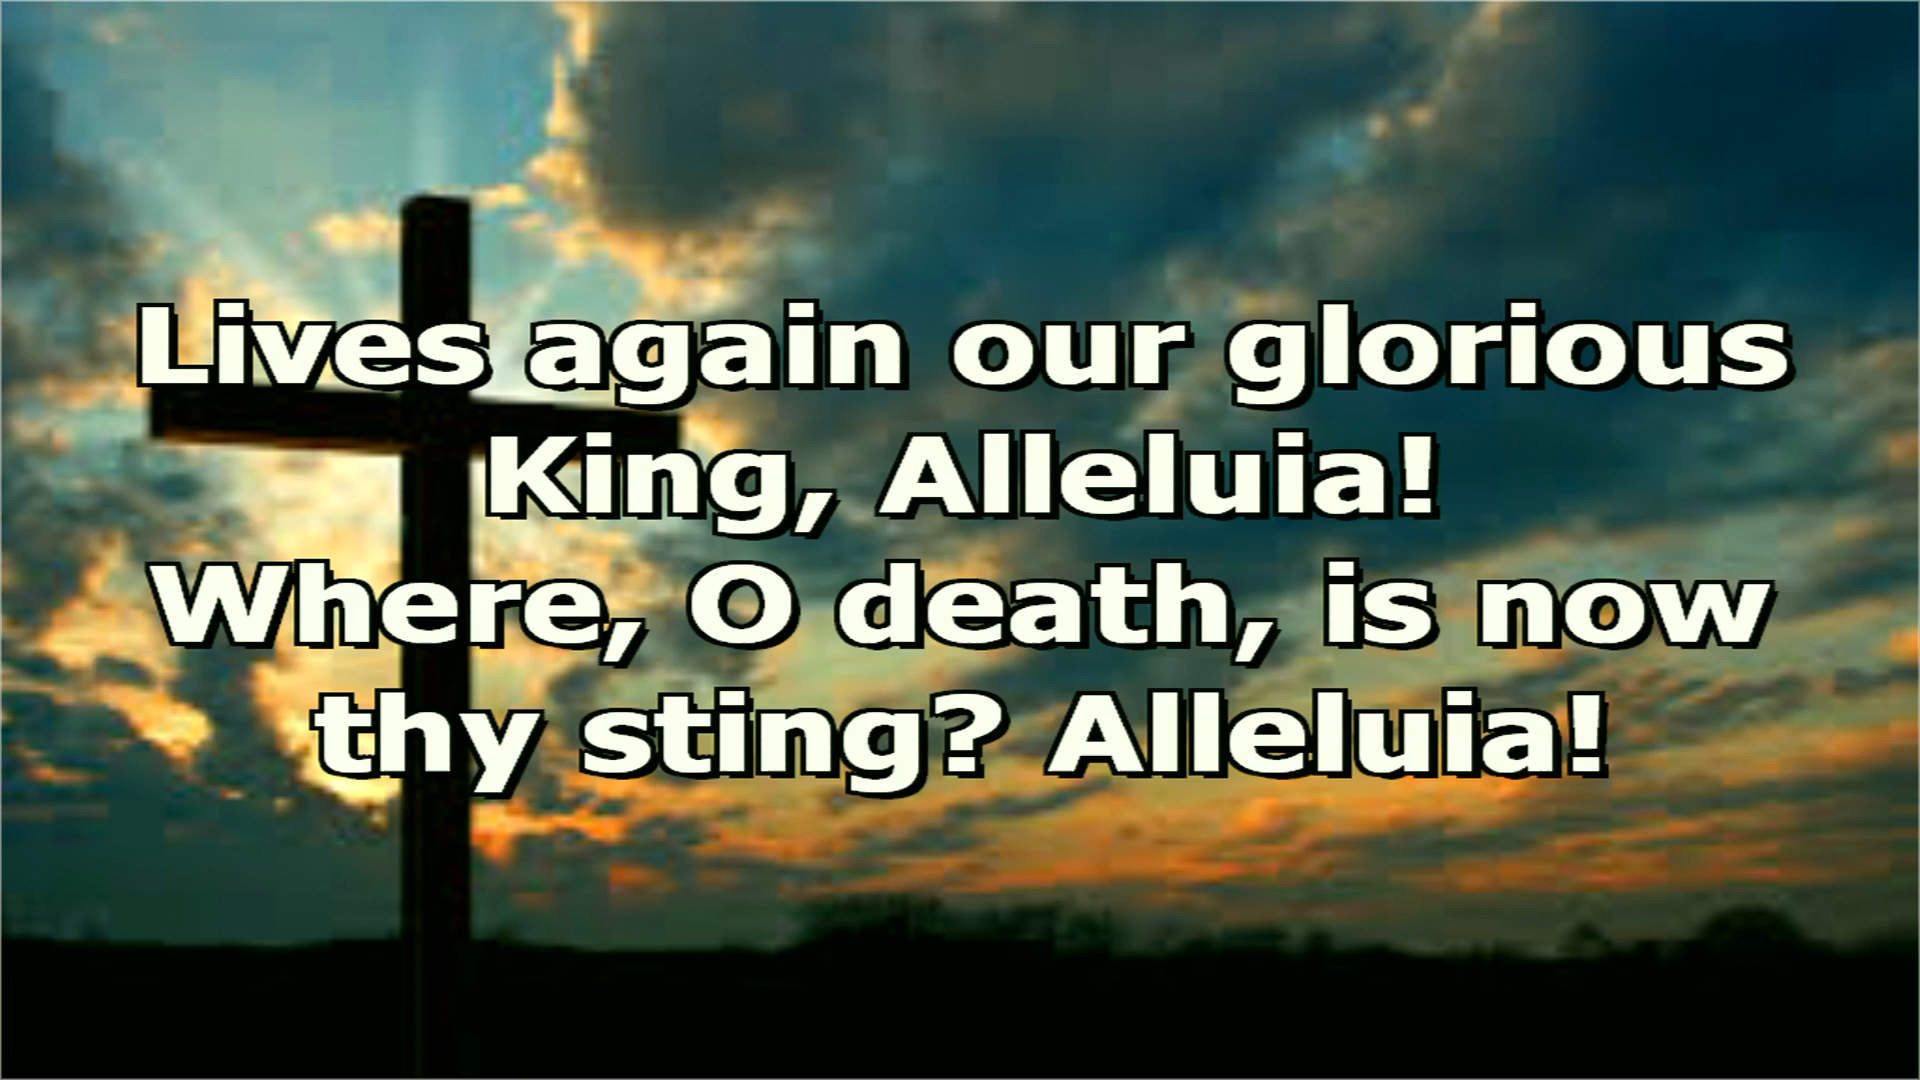 Lives again our glorious
King, Alleluia!
Where, O death, is now
thy sting? Alleluia!